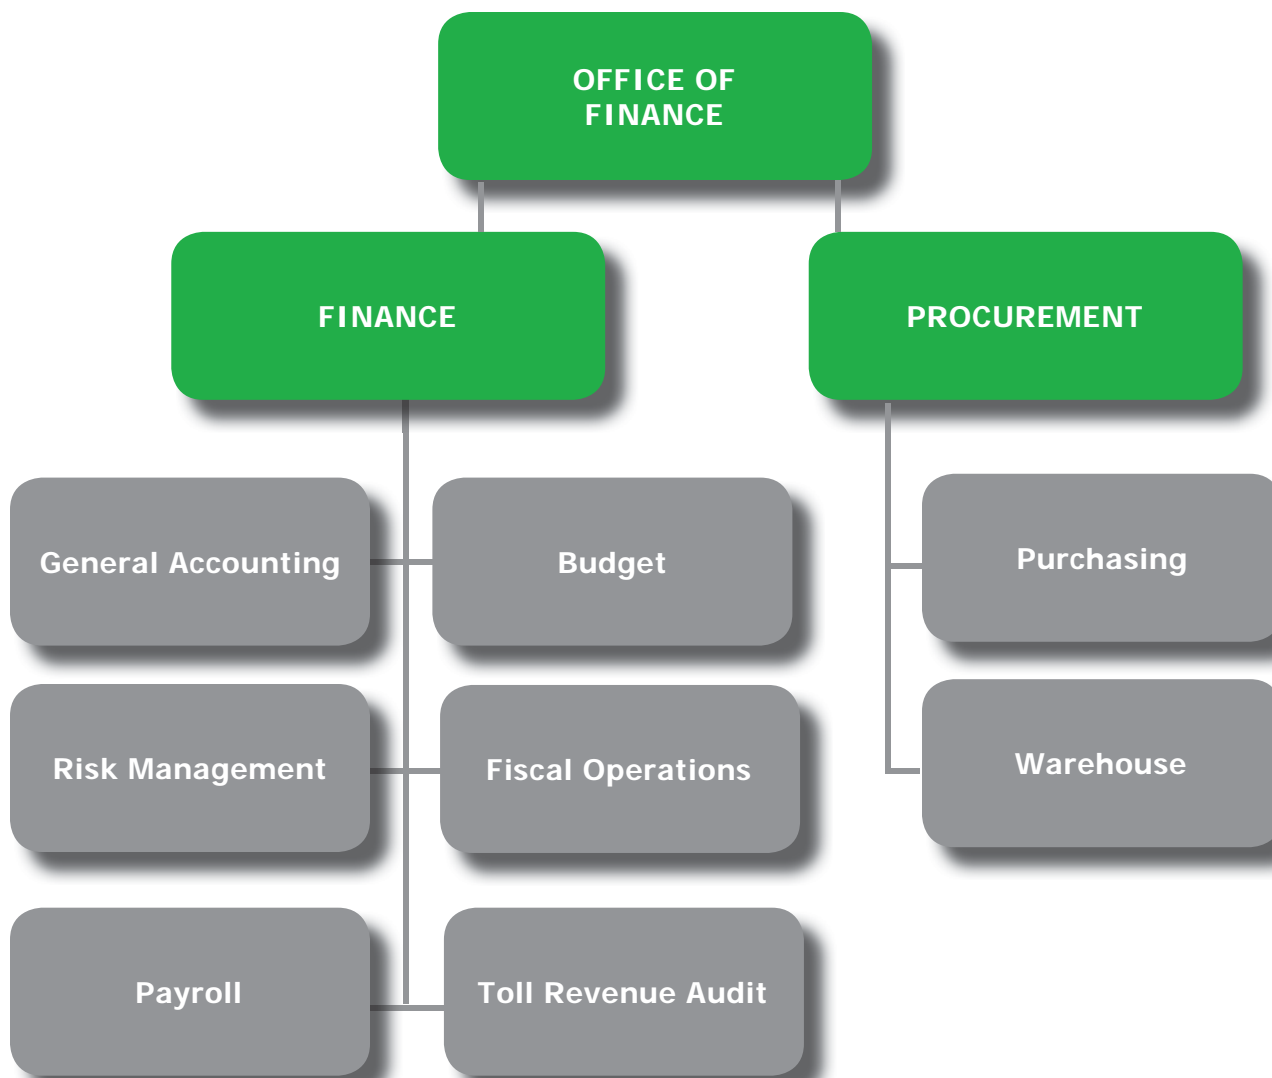 OFFICE OF
FINANCE
FINANCE
PROCUREMENT
General Accounting
Budget
Purchasing
Risk Management
Fiscal Operations
Warehouse
Payroll
Toll Revenue Audit